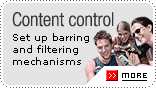 Content control
Set up barring
and filtering
mechanisms
>> MORE